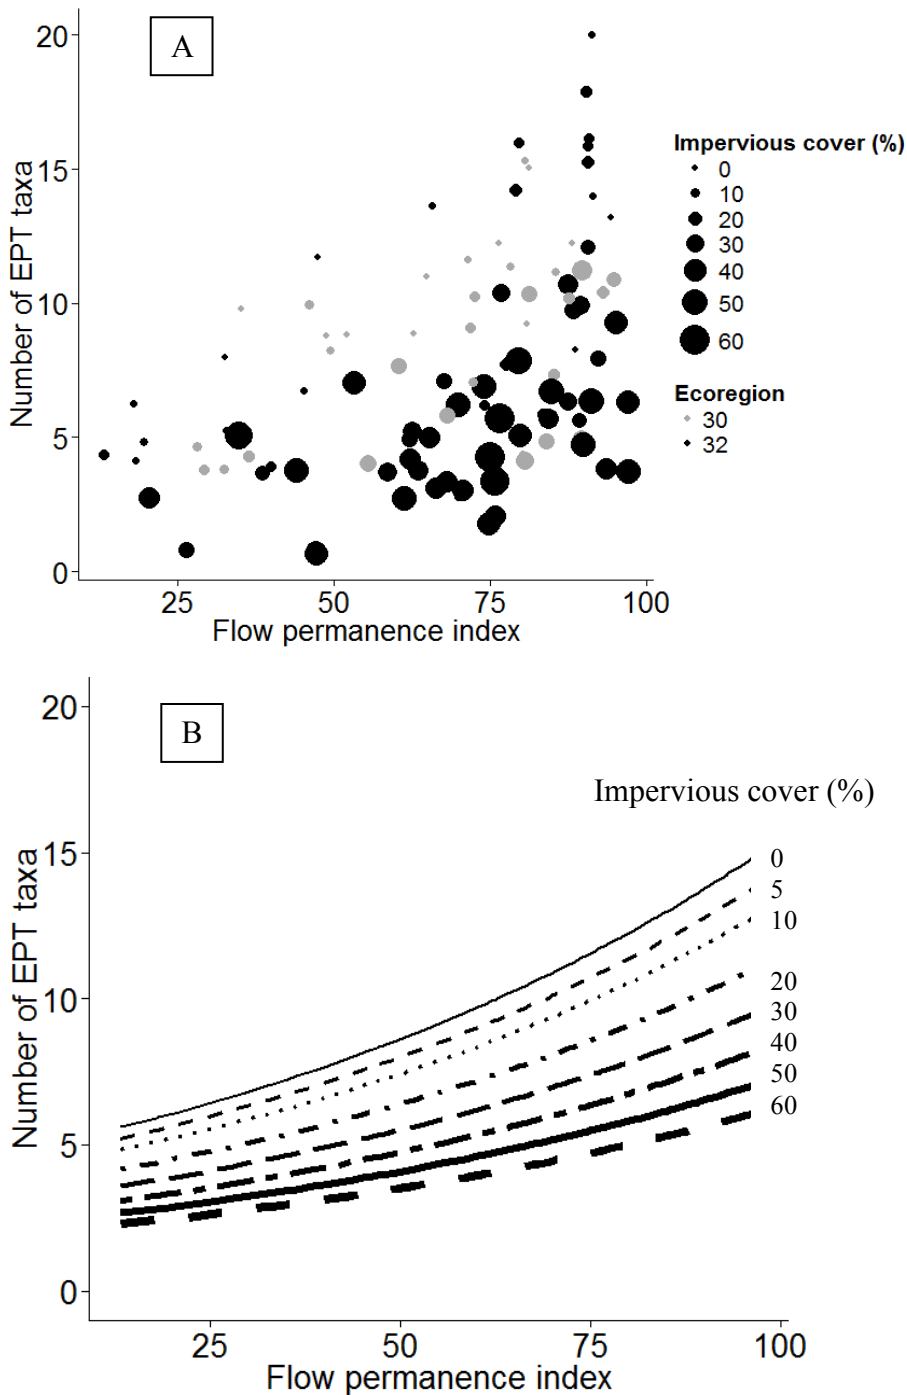 A
20
15
10
5
0
Number of EPT taxa
25 50 75 100
Flow permanence index
Impervious cover (%)
0
10
20
30
40
50
60
Ecoregion
30
32
B
20
15
10
5
0
Number of EPT taxa
25 50 75 100
Flow permanence index
Impervious cover (%)
0
5
10
20
30
40
50
60